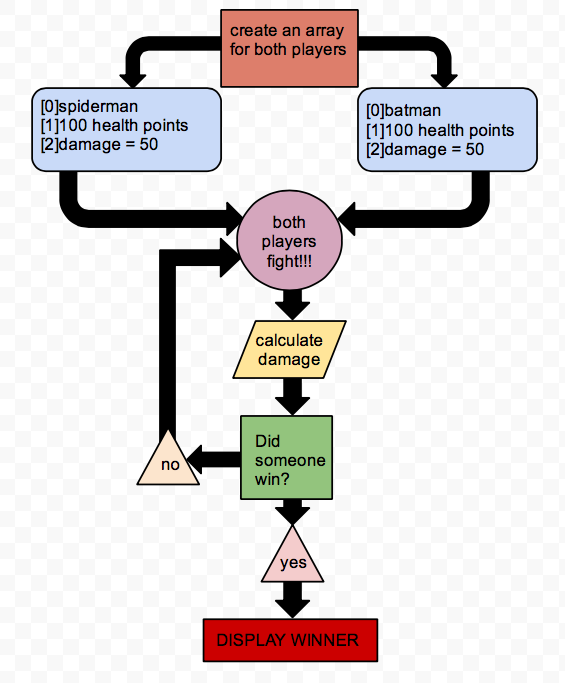 create an array
for both players
[0]spiderman
[1]100 health points
[2]damage = 50
[0]batman
[1]100 health points
[2]damage = 50
both
players
fight!!!
calculate
damage
Did
someone
win?
no
yes
DISPLAY WINNER